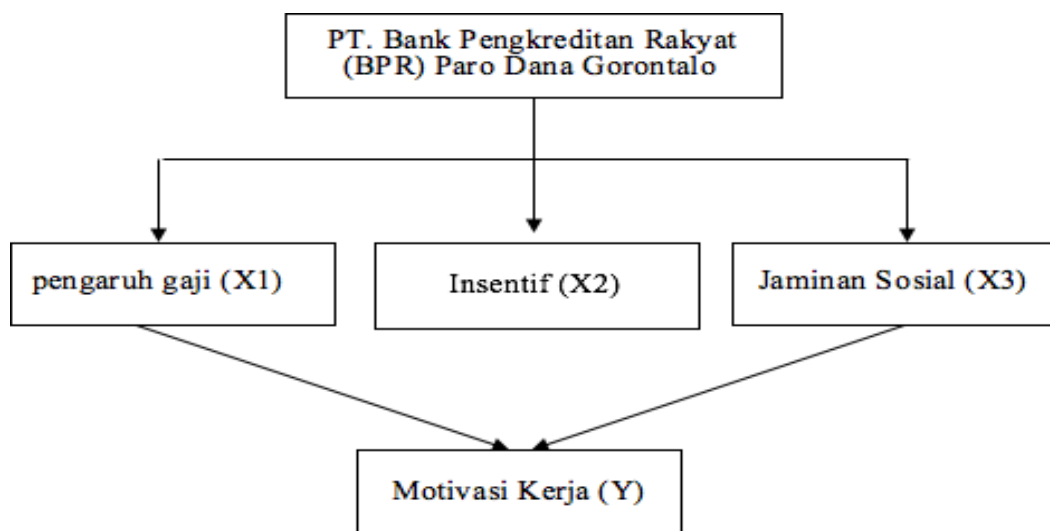 PT. Bank Pengkreditan Rakyat
(BPR) Paro Dana Gorontalo
pengaruh gaji (X1)
Insentif (X2)
Jaminan Sosial (X3)
Motivasi Kerja (Y)